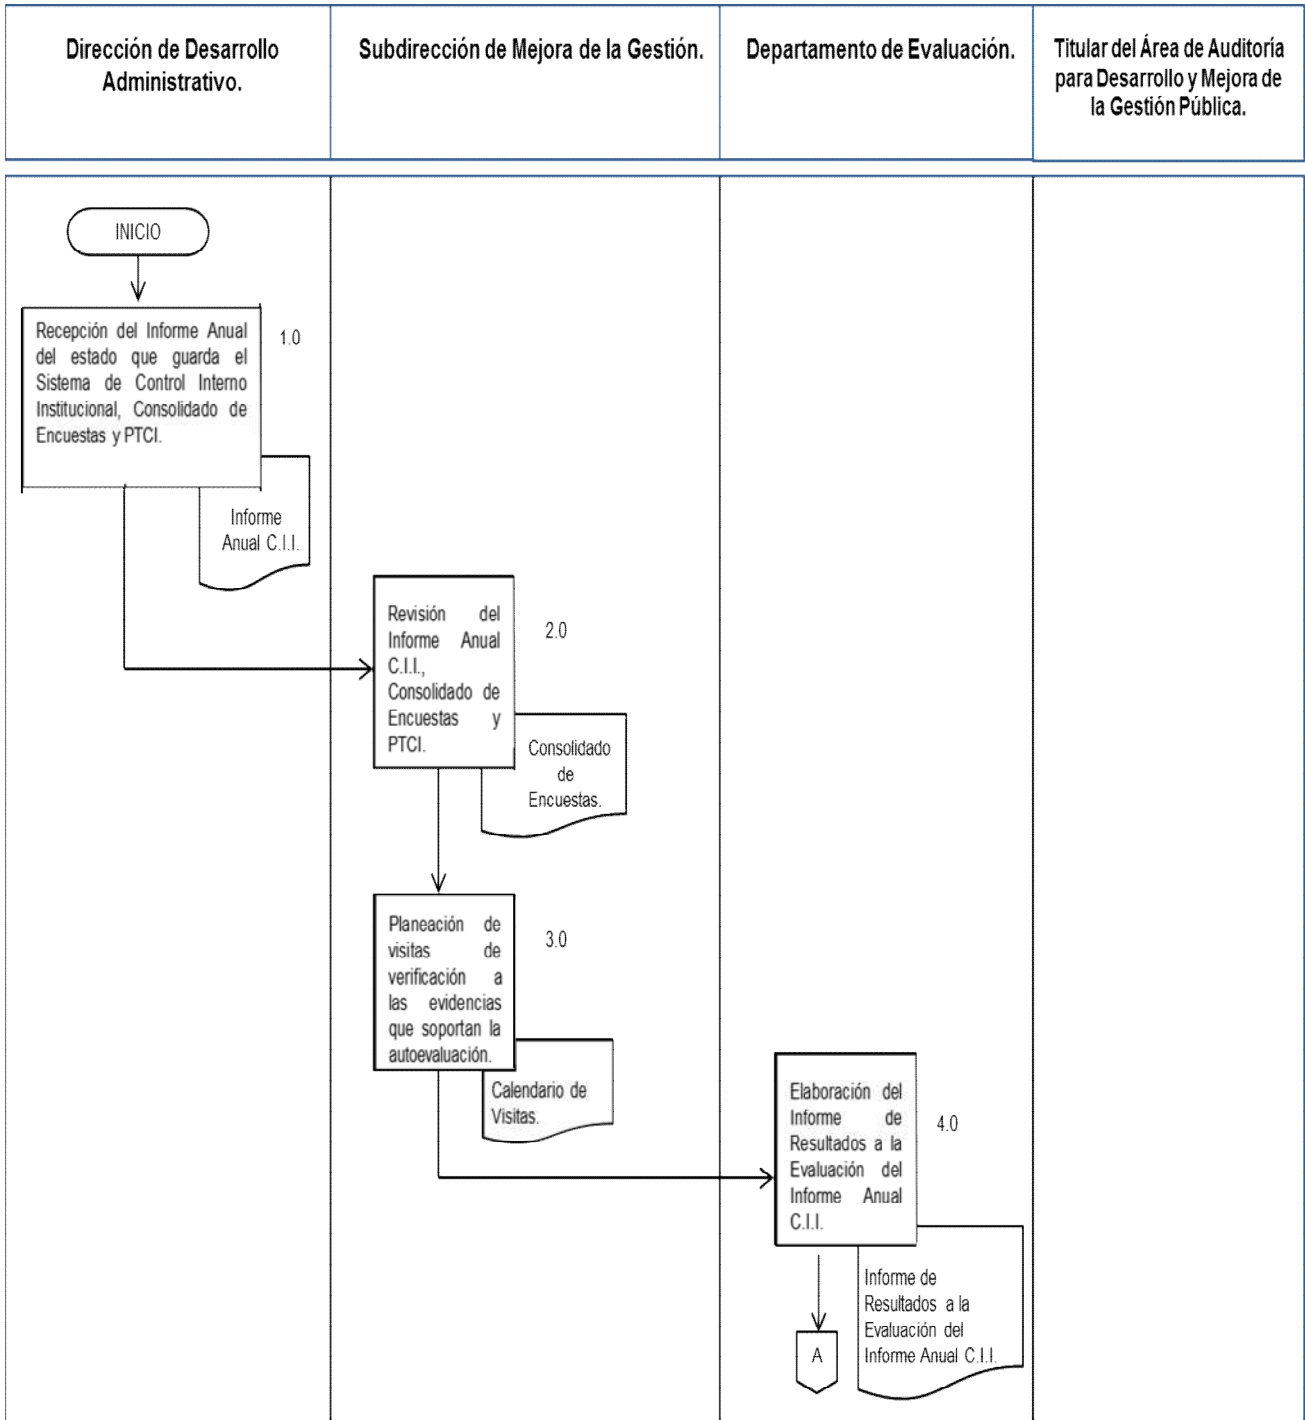 Dirección de Desarrollo
Administrativo.
Subdirección de Mejora de la Gestión.
Departamento de Evaluación.
Titular del Área de Auditoría
para Desarrollo y Mejora de
la Gestión Pública.
INICIO
Recepción del Informe Anual
del estado que guarda el
Sistema de Control Interno
Institucional, Consolidado de
Encuestas y PTCI.
1.0
Informe
Anual C.I.I.
Revisión del
Informe Anual
C.I.I.,
Consolidado de
Encuestas y
PTCI.
2.0
Consolidado
de
Encuestas.
Planeación de
visitas de
verificación a
las evidencias
que soportan la
autoevaluación.
3.0
Calendario de
Visitas.
Elaboración del
Informe de
Resultados a la
Evaluación del
Informe Anual
C.I.I.
4.0
Informe de
Resultados a la
Evaluación del
Informe Anual C.I.I.
A